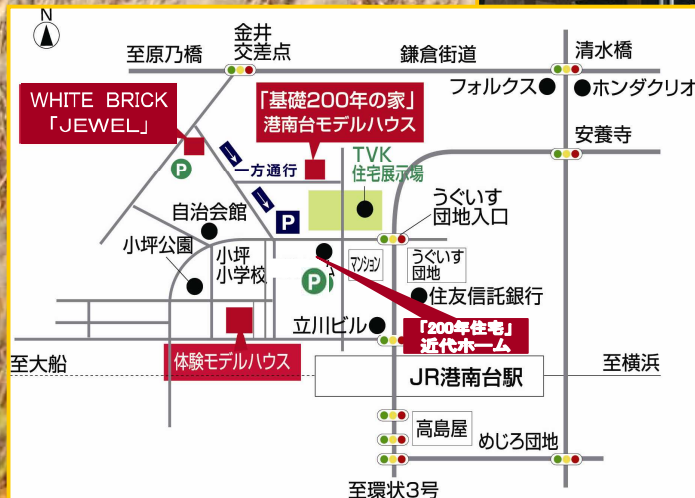 N
金井
交差点
至原乃橋
鎌倉街道
清水橋
フォルクス
ホンダクリオ
WHITE BRICK
「JEWEL」
「基礎200年の家」
港南台モデルハウス
TVK
住宅展示場
安養寺
一方通行
P
P
自治会館
うぐいす
団地入口
小坪公園
小坪
小学校
P
マンション
うぐいす
団地
住友信託銀行
立川ビル
「200年住宅」
近代ホーム
体験モデルハウス
至大船
JR港南台駅
至横浜
高島屋
めじろ団地
至環状3号